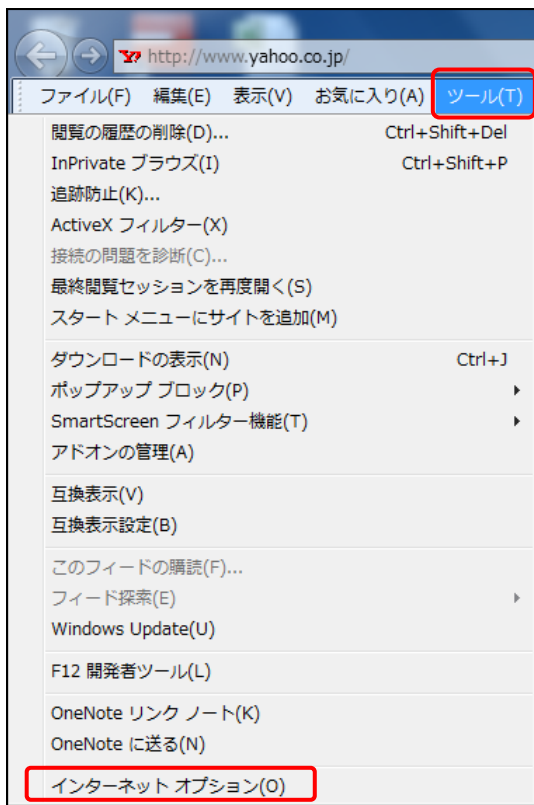 http://www.yahoo.co.jp/
ファイル(F) 編集(E) 表示(V) お気に入り(A) ツール(T)
閲覧の履歴の削除(D)... Ctrl+Shift+Del
InPrivate ブラウズ(I) Ctrl+Shift+P
追跡防止(K)...
ActiveX フィルター(X)
接続の問題を診断(C)...
最終閲覧セッションを再度開く(S)
スタート メニューにサイトを追加(M)
ダウンロードの表示(N) Ctrl+J
ポップアップ ブロック(P)
SmartScreen フィルター機能(T)
アドオンの管理(A)
互換表示(V)
互換表示設定(B)
このフィードの購読(F)...
フィード探索(E)
Windows Update(U)
F12 開発者ツール(L)
OneNote リンク ノート(K)
OneNote に送る(N)
インターネット オプション(O)